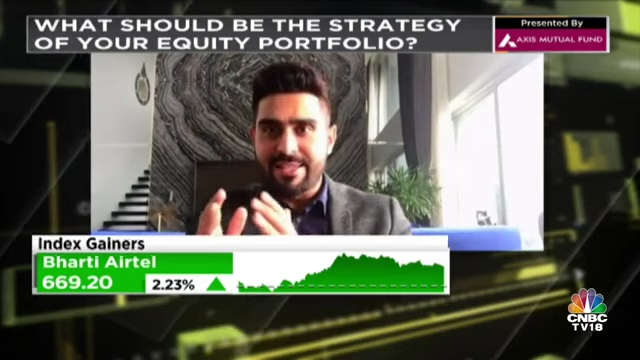 WHAT SHOULD BE THE STRATEGY
OF YOUR EQUITY PORTFOLIO?
Presented By
AXIS MUTUAL FUND
Index Gainers
Bharti Airtel
669.20 2.23%
CNBC
TV18